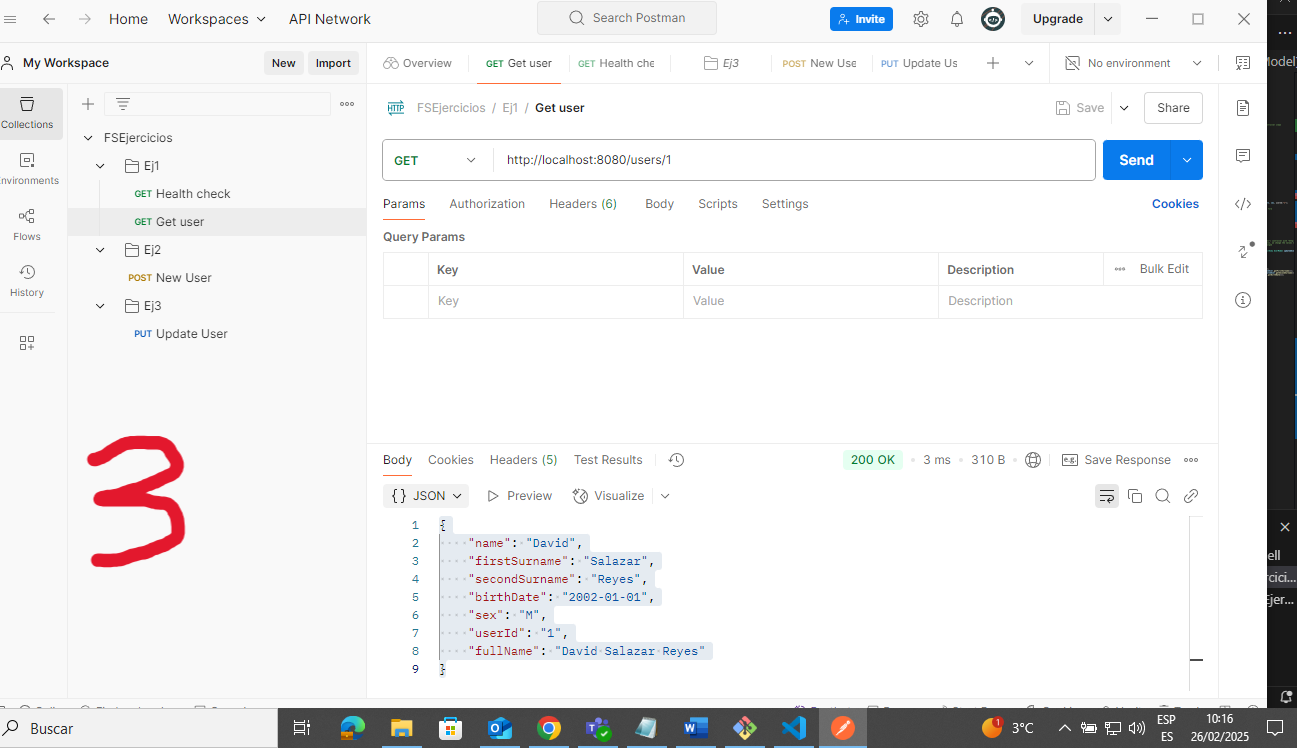 Home Workspaces API Network Search Postman Invite Upgrade
My Workspace New Import Overview GET Get user GET Health che Ej3 POST New Use PUT Update Us No environment
FSEjercicios / Ej1 / Get user Save Share
Collections
FSEjercicios
Ej1
GET http://localhost:8080/users/1 Send
nvironments
GET Health check
Params Authorization Headers (6) Body Scripts Settings Cookies
GET Get user
Flows
Query Params
Ej2
Key Value Description Bulk Edit
POST New User
History
Key Value Description
Ej3
PUT Update User
3
Body Cookies Headers (5) Test Results 200 OK 3 ms 310 B e.g. Save Response
{} JSON Preview Visualize
1 {
2 "name": "David",
3 "firstSurname": "Salazar",
4 "secondSurname": "Reyes",
5 "birthDate": "2002-01-01",
6 "sex": "M",
7 "userId": "1",
8 "fullName": "David Salazar Reyes"
9 }
ell
rcici...
Ejer...
Buscar 1 3°C ESP ES 10:16 26/02/2025